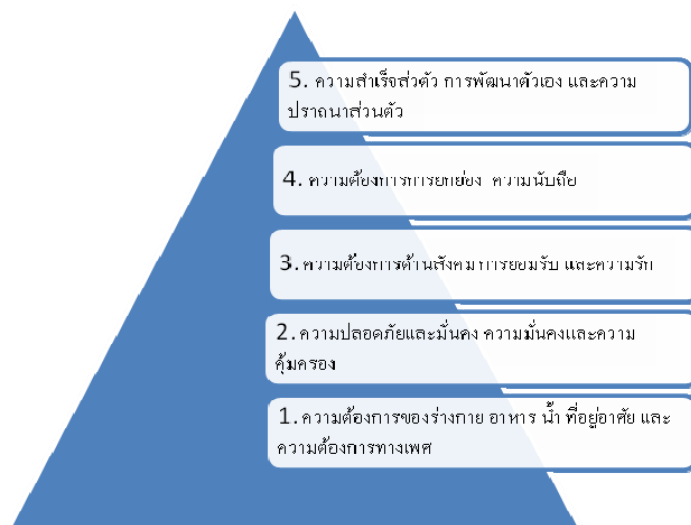 5. ความสำเร็จส่วตัว การพัฒนาตัวเอง และความ
ปราถนาส่วนตัว
4. ความต้องการการยกย่อง ความนับถือ
3. ความต้องการด้านสังคม การยอมรับ และความรัก
2. ความปลอดภัยและมั่นคง ความมั่นคงและความ
คุ้มครอง
1. ความต้องการของร่างกาย อาหาร น้ำ ที่อยู่อาศัย และ
ความต้องการทางเพศ